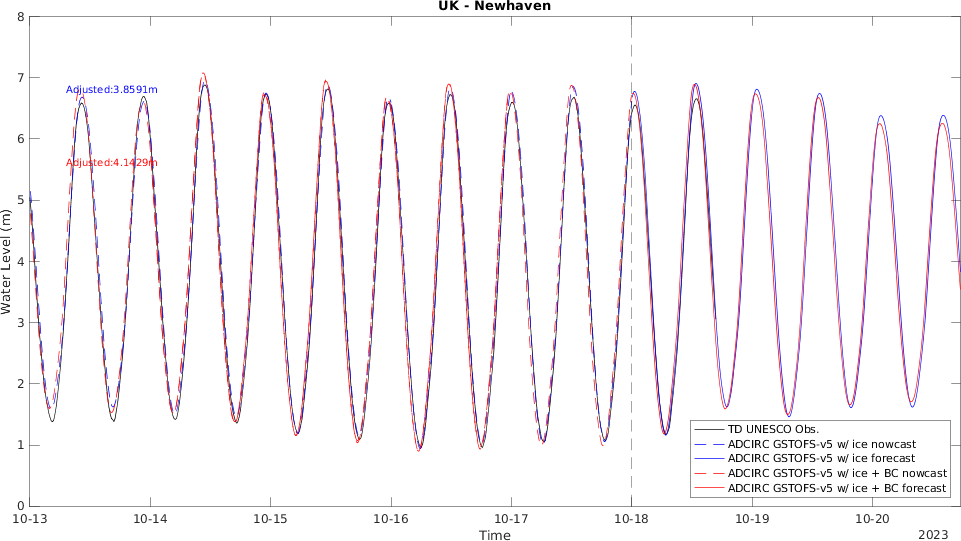 UK - Newhaven
8
7
6
5
4
3
2
1
0
Water Level (m)
Adjusted:3.8591m
Adjusted:4.1429m
TD UNESCO Obs.
ADCIRC GSTOFS-v5 w/ ice nowcast
ADCIRC GSTOFS-v5 w/ ice forecast
ADCIRC GSTOFS-v5 w/ ice + BC nowcast
ADCIRC GSTOFS-v5 w/ ice + BC forecast
10-13 10-14 10-15 10-16 10-17 10-18 10-19 10-20
Time
2023